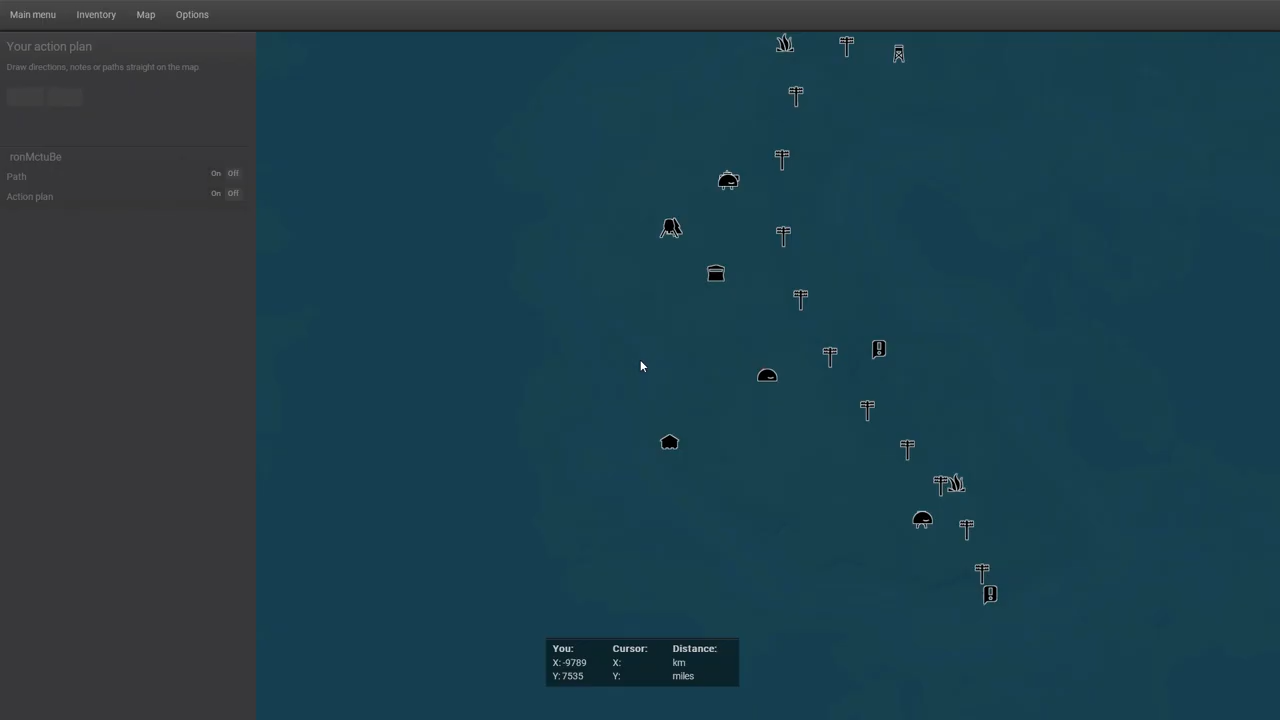 Main menu Inventory Map Options
Your action plan
Draw directions, notes or paths straight on the map.
ronMctuBe
Path On Off
Action plan On Off
You: Cursor: Distance:
X: -9789 X: km
Y: 7535 Y: miles